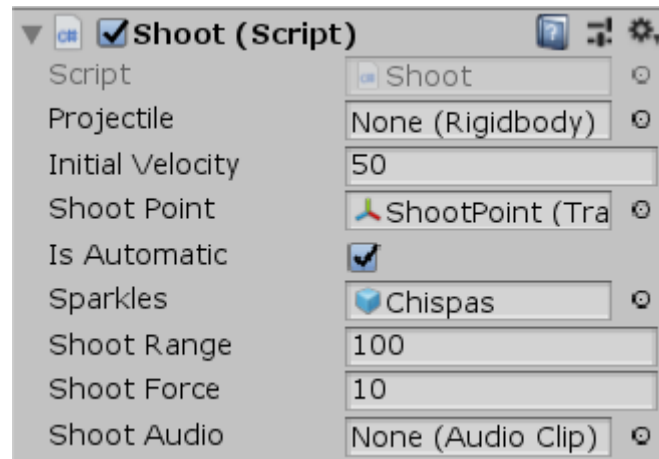 Shoot (Script)
Script Shoot
Projectile None (Rigidbody)
Initial Velocity 50
Shoot Point ShootPoint (Tra
Is Automatic
Sparkles Chispas
Shoot Range 100
Shoot Force 10
Shoot Audio None (Audio Clip)